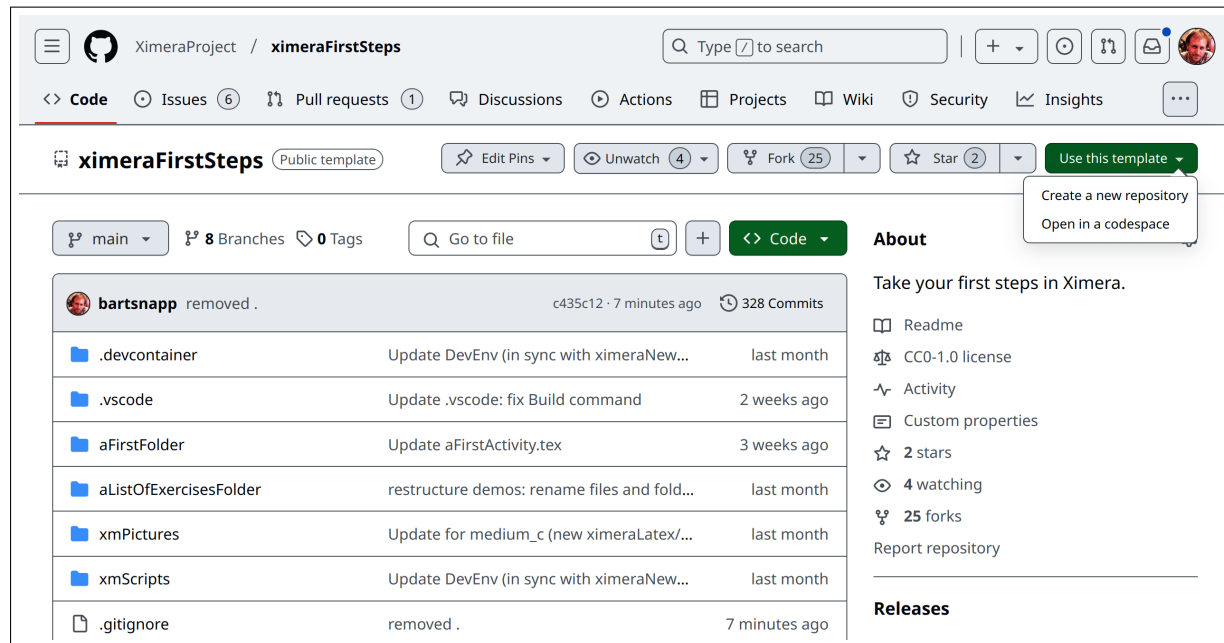 XimeraProject / ximeraFirstSteps Type / to search
Code Issues 6 Pull requests 1 Discussions Actions Projects Wiki Security Insights
ximeraFirstSteps Public template Edit Pins Unwatch 4 Fork 25 Star 2 Use this template
Create a new repository
Open in a codespace
main 8 Branches 0 Tags Go to file t + Code
About
Take your first steps in Ximera.
bartsnapp removed . c435c12 · 7 minutes ago 328 Commits
.devcontainer Update DevEnv (in sync with ximeraNew... last month
.vscode Update .vscode: fix Build command 2 weeks ago
aFirstFolder Update aFirstActivity.tex 3 weeks ago
aListOfExercisesFolder restructure demos: rename files and fold... last month
xmPictures Update for medium_c (new ximeraLatex/... last month
xmScripts Update DevEnv (in sync with ximeraNew... last month
.gitignore removed . 7 minutes ago
Readme
CC0-1.0 license
Activity
Custom properties
2 stars
4 watching
25 forks
Report repository
Releases